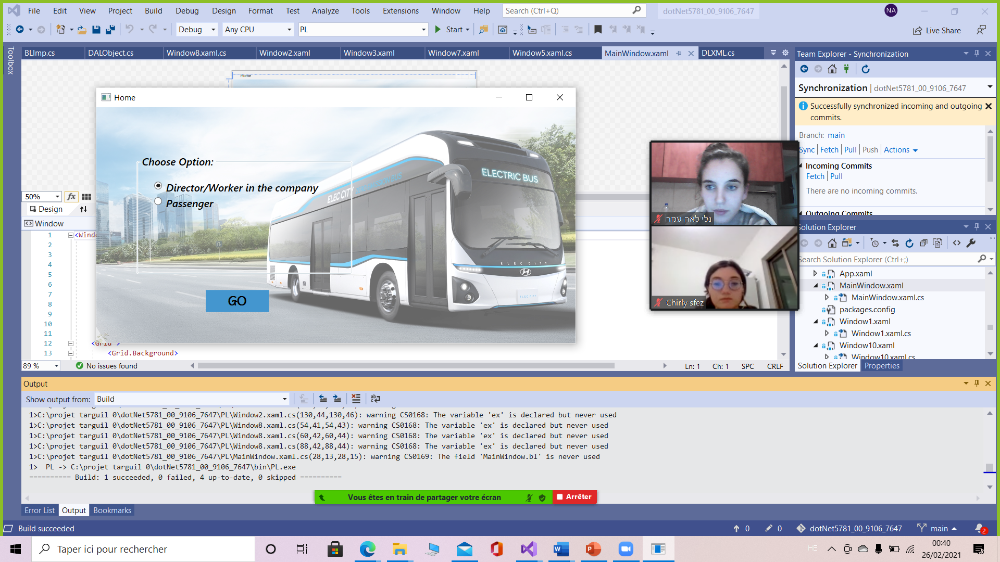 File Edit View Project Build Debug Design Format Test Analyze Tools Extensions Window Help Search (Ctrl+Q) dotNet5781_00_9106_7647 NA
Debug Any CPU PL Start Live Share
Toolbox
BLImp.cs DALObject.cs Window8.xaml.cs Window2.xaml Window3.xaml Window7.xaml Window5.xaml.cs MainWindow.xaml DLXML.cs
Home
Home
Choose Option:
Director/Worker in the company
Passenger
GO
ELECTRIC BUS
ELEC CITY
ELEC CITY
ELEC CITY
50%
Design
Window
1
2
3
4
5
6
7
8
9
10
11
12 <Grid >
13 <Grid.Background>
89 % No issues found Ln: 1 Ch: 1 SPC CRLF
נלי לאה עמר
Chirly sfez
Team Explorer - Synchronization
Synchronization | dotNet5781_00_9106_7647
Successfully synchronized incoming and outgoing
commits.
Branch: main
Sync Fetch Pull Push Actions
Incoming Commits
Fetch Pull
There are no incoming commits.
Outgoing Commits
Solution Explorer
Search Solution Explorer (Ctrl+;)
App.xaml
MainWindow.xaml
MainWindow.xaml.cs
packages.config
Window1.xaml
Window1.xaml.cs
Window10.xaml
Window10.xaml.cs
Solution Explorer Properties
Output
Show output from: Build
1>C:\projet targuil 0\dotNet5781_00_9106_7647\PL\Window2.xaml.cs(130,44,130,46): warning CS0168: The variable 'ex' is declared but never used
1>C:\projet targuil 0\dotNet5781_00_9106_7647\PL\Window8.xaml.cs(54,41,54,43): warning CS0168: The variable 'ex' is declared but never used
1>C:\projet targuil 0\dotNet5781_00_9106_7647\PL\Window8.xaml.cs(60,42,60,44): warning CS0168: The variable 'ex' is declared but never used
1>C:\projet targuil 0\dotNet5781_00_9106_7647\PL\Window8.xaml.cs(88,42,88,44): warning CS0168: The variable 'ex' is declared but never used
1>C:\projet targuil 0\dotNet5781_00_9106_7647\PL\MainWindow.xaml.cs(28,13,28,15): warning CS0169: The field 'MainWindow.bl' is never used
1> PL -> C:\projet targuil 0\dotNet5781_00_9106_7647\bin\PL.exe
========== Build: 1 succeeded, 0 failed, 4 up-to-date, 0 skipped ==========
Vous êtes en train de partager votre écran Arrêter
Error List Output Bookmarks
Build succeeded 0 0 dotNet5781_00_9106_7647 main 2
Taper ici pour rechercher HE 00:40
26/02/2021